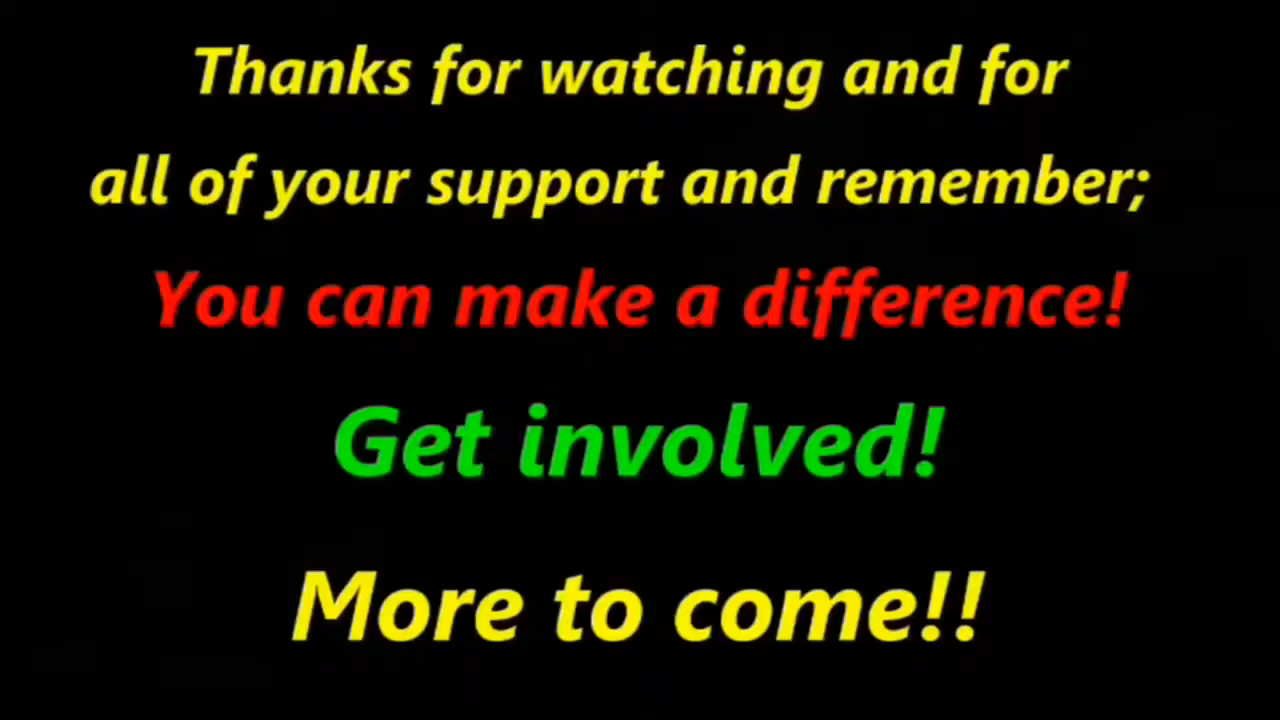 Thanks for watching and for
all of your support and remember;
You can make a difference!
Get involved!
More to come!!